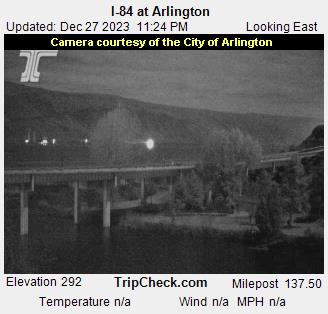 I-84 at Arlington
Updated: Dec 27 2023 11:24 PM Looking East
Camera courtesy of the City of Arlington
Elevation 292 TripCheck.com Milepost 137.50
Temperature n/a Wind n/a MPH n/a